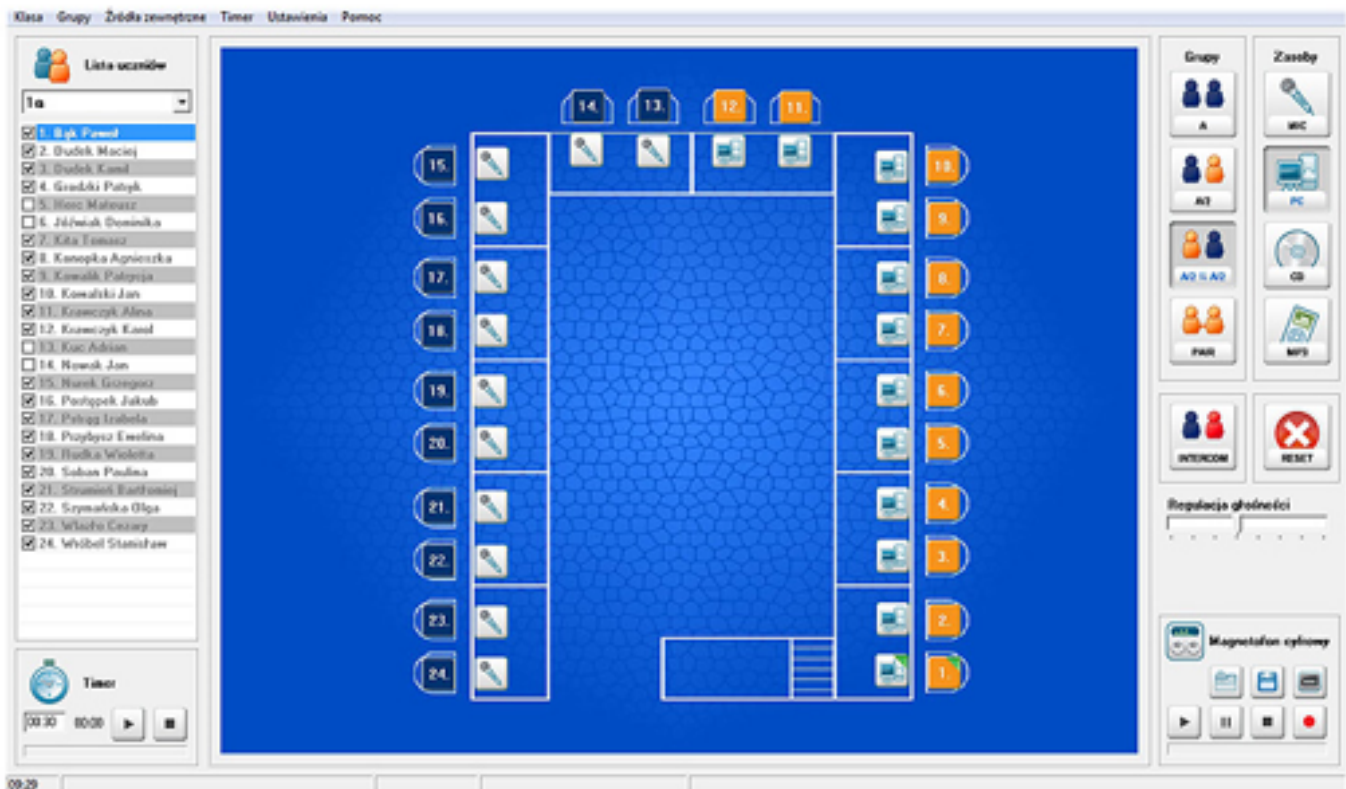 Klasa Grupy Źródła zewnętrzne Timer Ustawienia Pomoc
Lista uczniów
1a
1. Bąk Paweł
2. Dudek Maciej
3. Dudek Kamil
4. Grodzki Patryk
5. Herc Mateusz
6. Jóźwiak Dominika
7. Kita Tomasz
8. Konopka Agnieszka
9. Kowalik Patrycja
10. Kowalski Jan
11. Krawczyk Alina
12. Krawczyk Karol
13. Kuc Adrian
14. Nowak Jan
15. Nurek Grzegorz
16. Postępek Jakub
17. Potrąg Izabela
18. Przybysz Ewelina
19. Rudka Wioletta
20. Soban Paulina
21. Strumień Bartłomiej
22. Szymańska Olga
23. Wlazło Cezary
24. Wróbel Stanisław
Timer
00:30 00:00
09:29
14. 13. 12. 11.
15. 10.
16. 9.
17. 8.
18. 7.
19. 6.
20. 5.
21. 4.
22. 3.
23. 2.
24. 1.
Grupy Zasoby
A MIC
A/2 PC
A/2 & A/2 CD
PAIR MP3
INTERCOM RESET
Regulacja głośności
Magnetofon cyfrowy